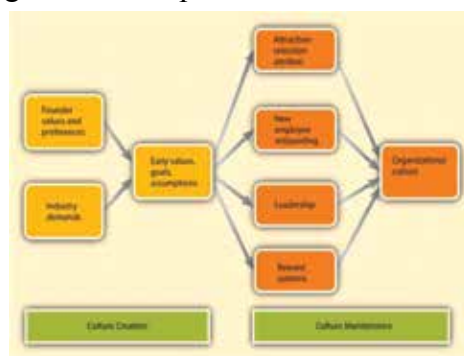 Attraction-
selection
attrition
Founder
values and
preferences
New
employee
onboarding
Early values,
goals,
assumptions
Organizational
culture
Industry
demands
Leadership
Reward
systems
Culture Creation
Culture Maintenance